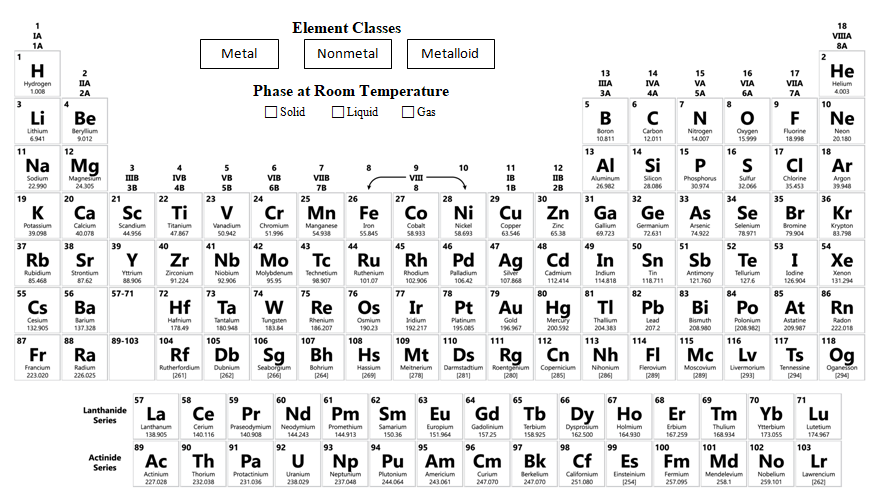 Element Classes
Metal Nonmetal Metalloid
Phase at Room Temperature
Solid Liquid Gas
1 18
IA VIIIA
1A 8A
1 2
H He
Hydrogen Helium
1.008 4.003
2 13 14 15 16 17
IIA IIIA IVA VA VIA VIIA
2A 3A 4A 5A 6A 7A
3 4 5 6 7 8 9 10
Li Be B C N O F Ne
Lithium Beryllium Boron Carbon Nitrogen Oxygen Fluorine Neon
6.941 9.012 10.811 12.011 14.007 15.999 18.998 20.180
11 12 13 14 15 16 17 18
Na Mg Al Si P S Cl Ar
Sodium Magnesium Aluminum Silicon Phosphorus Sulfur Chlorine Argon
22.990 24.305 26.982 28.086 30.974 32.066 35.453 39.948
3 4 5 6 7 8 9 10 11 12
IIIB IVB VB VIB VIIB VIII IB IIB
3B 4B 5B 6B 7B 8 1B 2B
19 20 21 22 23 24 25 26 27 28 29 30 31 32 33 34 35 36
K Ca Sc Ti V Cr Mn Fe Co Ni Cu Zn Ga Ge As Se Br Kr
Potassium Calcium Scandium Titanium Vanadium Chromium Manganese Iron Cobalt Nickel Copper Zinc Gallium Germanium Arsenic Selenium Bromine Krypton
39.098 40.078 44.956 47.867 50.942 51.996 54.938 55.845 58.933 58.693 63.546 65.38 69.723 72.631 74.922 78.971 79.904 83.798
37 38 39 40 41 42 43 44 45 46 47 48 49 50 51 52 53 54
Rb Sr Y Zr Nb Mo Tc Ru Rh Pd Ag Cd In Sn Sb Te I Xe
Rubidium Strontium Yttrium Zirconium Niobium Molybdenum Technetium Ruthenium Rhodium Palladium Silver Cadmium Indium Tin Antimony Tellurium Iodine Xenon
85.468 87.62 88.906 91.224 92.906 95.95 98.907 101.07 102.906 106.42 107.868 112.414 114.818 118.711 121.760 127.6 126.904 131.294
55 56 57-71 72 73 74 75 76 77 78 79 80 81 82 83 84 85 86
Cs Ba Hf Ta W Re Os Ir Pt Au Hg Tl Pb Bi Po At Rn
Cesium Barium Hafnium Tantalum Tungsten Rhenium Osmium Iridium Platinum Gold Mercury Thallium Lead Bismuth Polonium Astatine Radon
132.905 137.328 178.49 180.948 183.84 186.207 190.23 192.217 195.085 196.967 200.592 204.383 207.2 208.980 [208.982] 209.987 222.018
87 88 89-103 104 105 106 107 108 109 110 111 112 113 114 115 116 117 118
Fr Ra Rf Db Sg Bh Hs Mt Ds Rg Cn Nh Fl Mc Lv Ts Og
Francium Radium Rutherfordium Dubnium Seaborgium Bohrium Hassium Meitnerium Darmstadtium Roentgenium Copernicium Nihonium Flerovium Moscovium Livermorium Tennessine Oganesson
223.020 226.025 [261] [262] [266] [264] [269] [278] [281] [280] [285] [286] [289] [289] [293] [294] [294]
57 58 59 60 61 62 63 64 65 66 67 68 69 70 71
Lanthanide Series La Ce Pr Nd Pm Sm Eu Gd Tb Dy Ho Er Tm Yb Lu
Lanthanum Cerium Praseodymium Neodymium Promethium Samarium Europium Gadolinium Terbium Dysprosium Holmium Erbium Thulium Ytterbium Lutetium
138.905 140.116 140.908 144.243 144.913 150.36 151.964 157.25 158.925 162.500 164.930 167.259 168.934 173.055 174.967
89 90 91 92 93 94 95 96 97 98 99 100 101 102 103
Actinide Series Ac Th Pa U Np Pu Am Cm Bk Cf Es Fm Md No Lr
Actinium Thorium Protactinium Uranium Neptunium Plutonium Americium Curium Berkelium Californium Einsteinium Fermium Mendelevium Nobelium Lawrencium
227.028 232.038 231.036 238.029 237.048 244.064 243.061 247.070 247.070 251.080 [254] 257.095 258.1 259.101 [262]